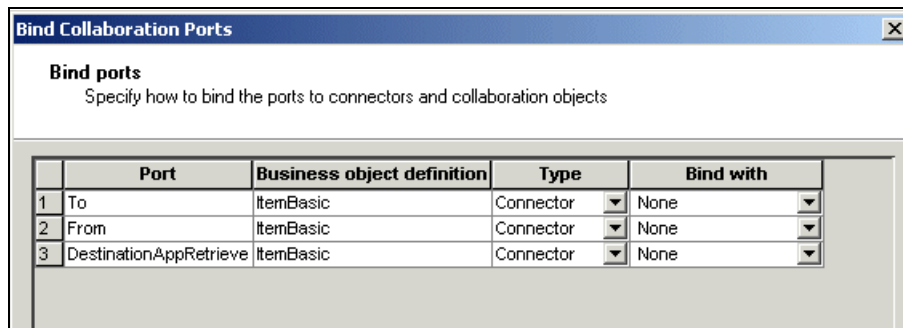 Bind Collaboration Ports
Bind ports
Specify how to bind the ports to connectors and collaboration objects
Port Business object definition Type Bind with
1 To ItemBasic Connector None
2 From ItemBasic Connector None
3 DestinationAppRetrieve ItemBasic Connector None